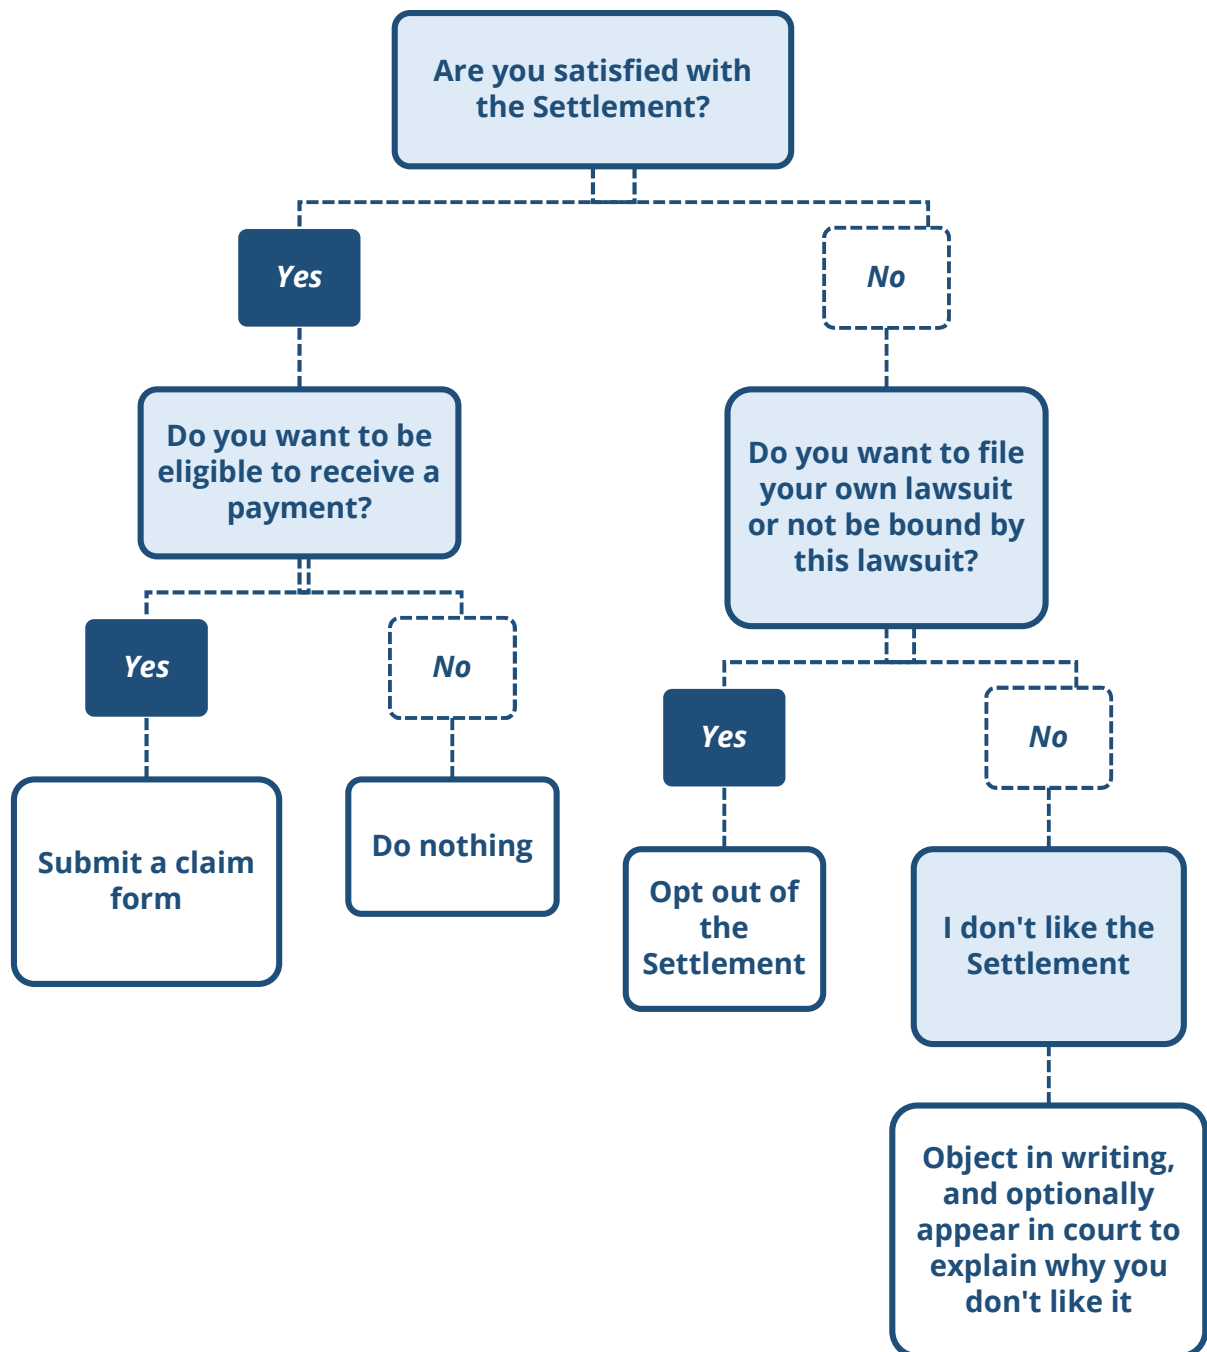 Are you satisfied with
the Settlement?
Yes
No
Do you want to be
eligible to receive a
payment?
Do you want to file
your own lawsuit
or not be bound by
this lawsuit?
Yes
No
Yes
No
Submit a claim
form
Do nothing
Opt out of
the
Settlement
I don't like the
Settlement
Object in writing,
and optionally
appear in court to
explain why you
don't like it